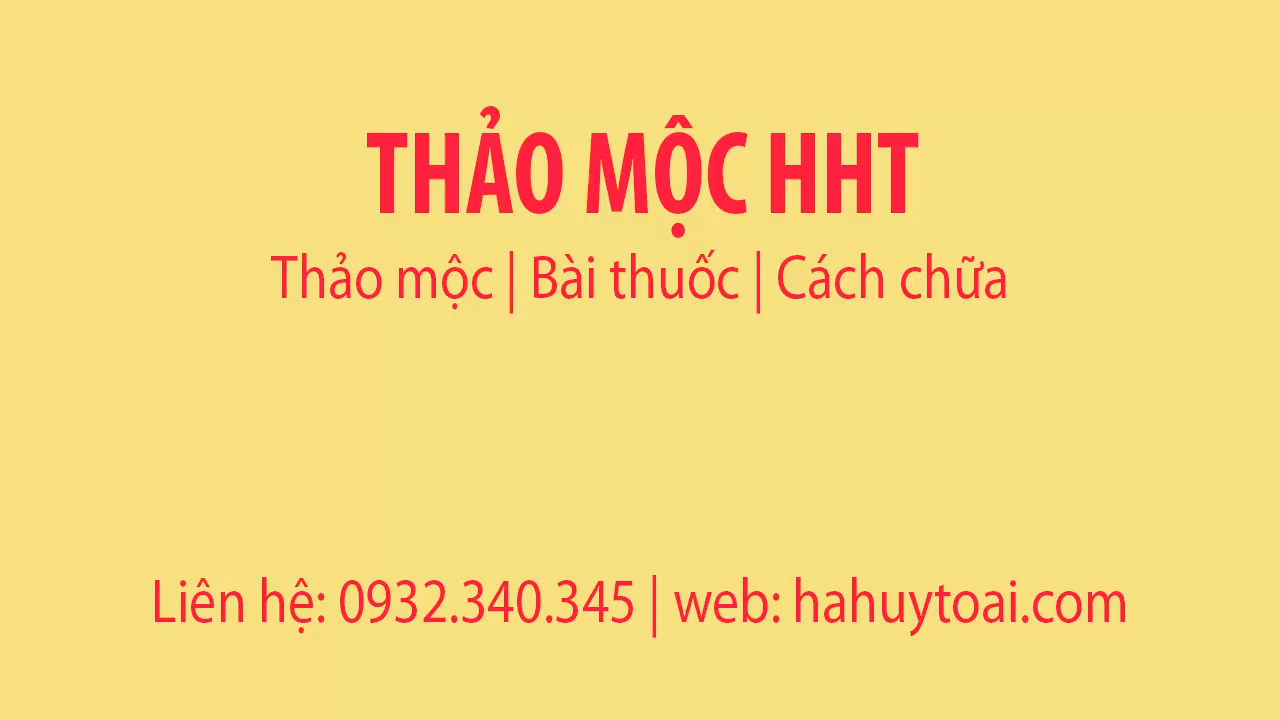 THẢO MỘC HHT
Thảo mộc | Bài thuốc | Cách chữa
Liên hệ: 0932.340.345 | web: hahuytoai.com